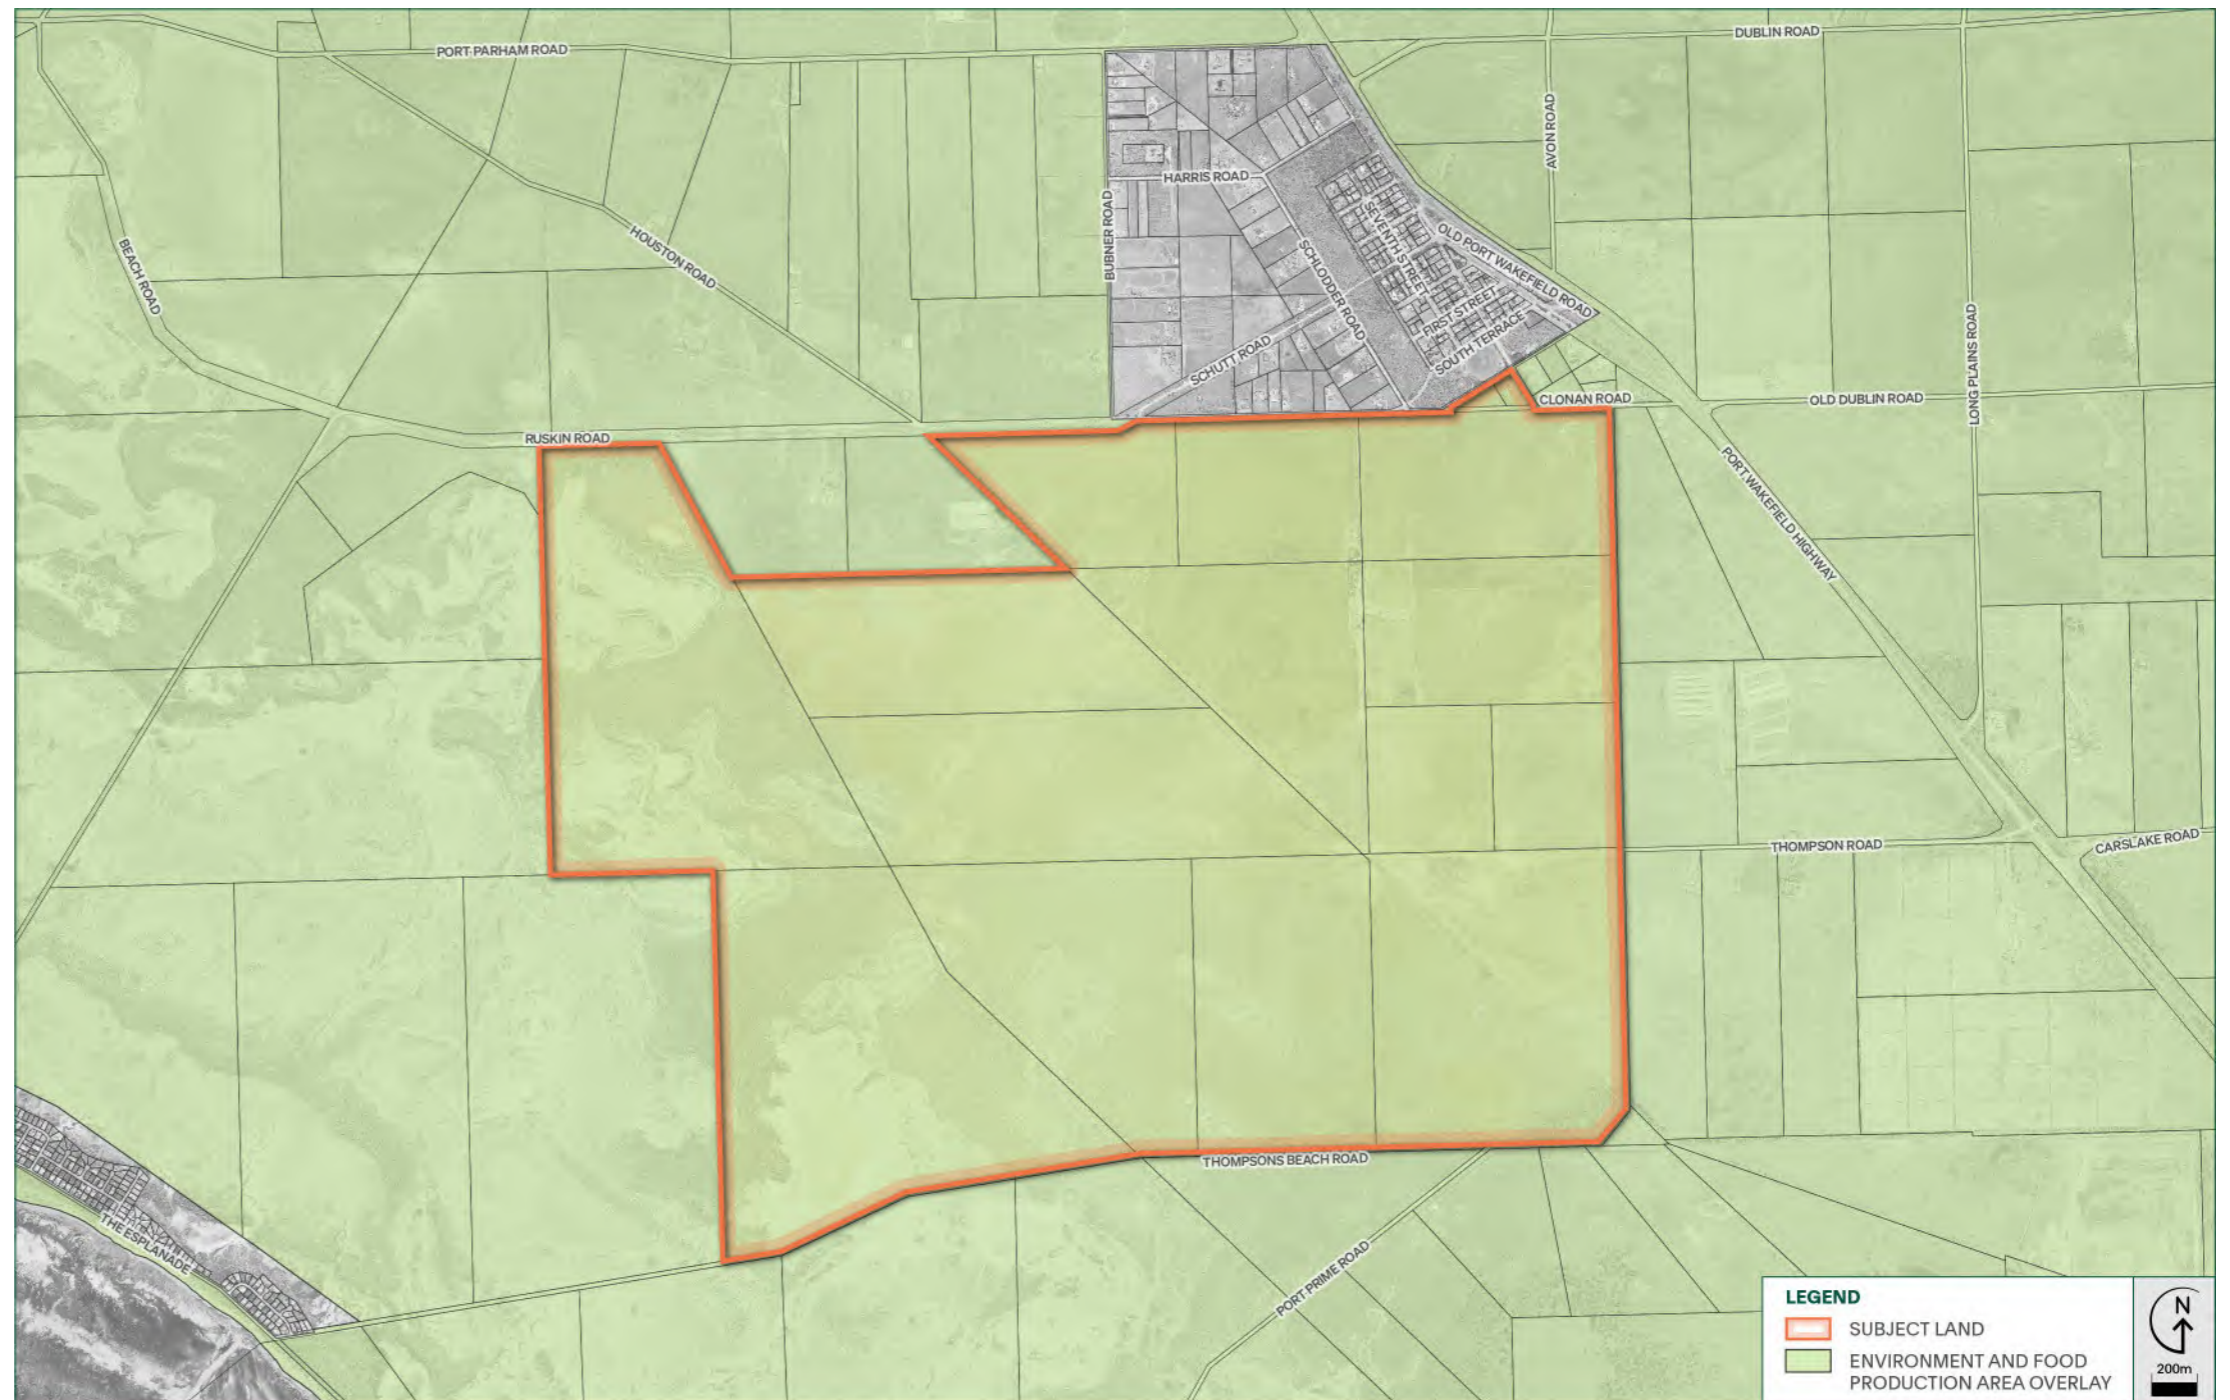 PORT PARHAM ROAD
DUBLIN ROAD
AVON ROAD
BEACH ROAD
HOUSTON ROAD
BUBNER ROAD
HARRIS ROAD
SEVENTH STREET
SCHLODDER ROAD
OLD PORT WAKEFIELD ROAD
FIRST STREET
SOUTH TERRACE
SCHUTT ROAD
LONG PLAINS ROAD
CLONAN ROAD
OLD DUBLIN ROAD
RUSKIN ROAD
PORT WAKEFIELD HIGHWAY
THOMPSON ROAD
CARSLAKE ROAD
THOMPSONS BEACH ROAD
THE ESPLANADE
PORT PRIME ROAD
LEGEND
SUBJECT LAND
ENVIRONMENT AND FOOD
PRODUCTION AREA OVERLAY
N
200m